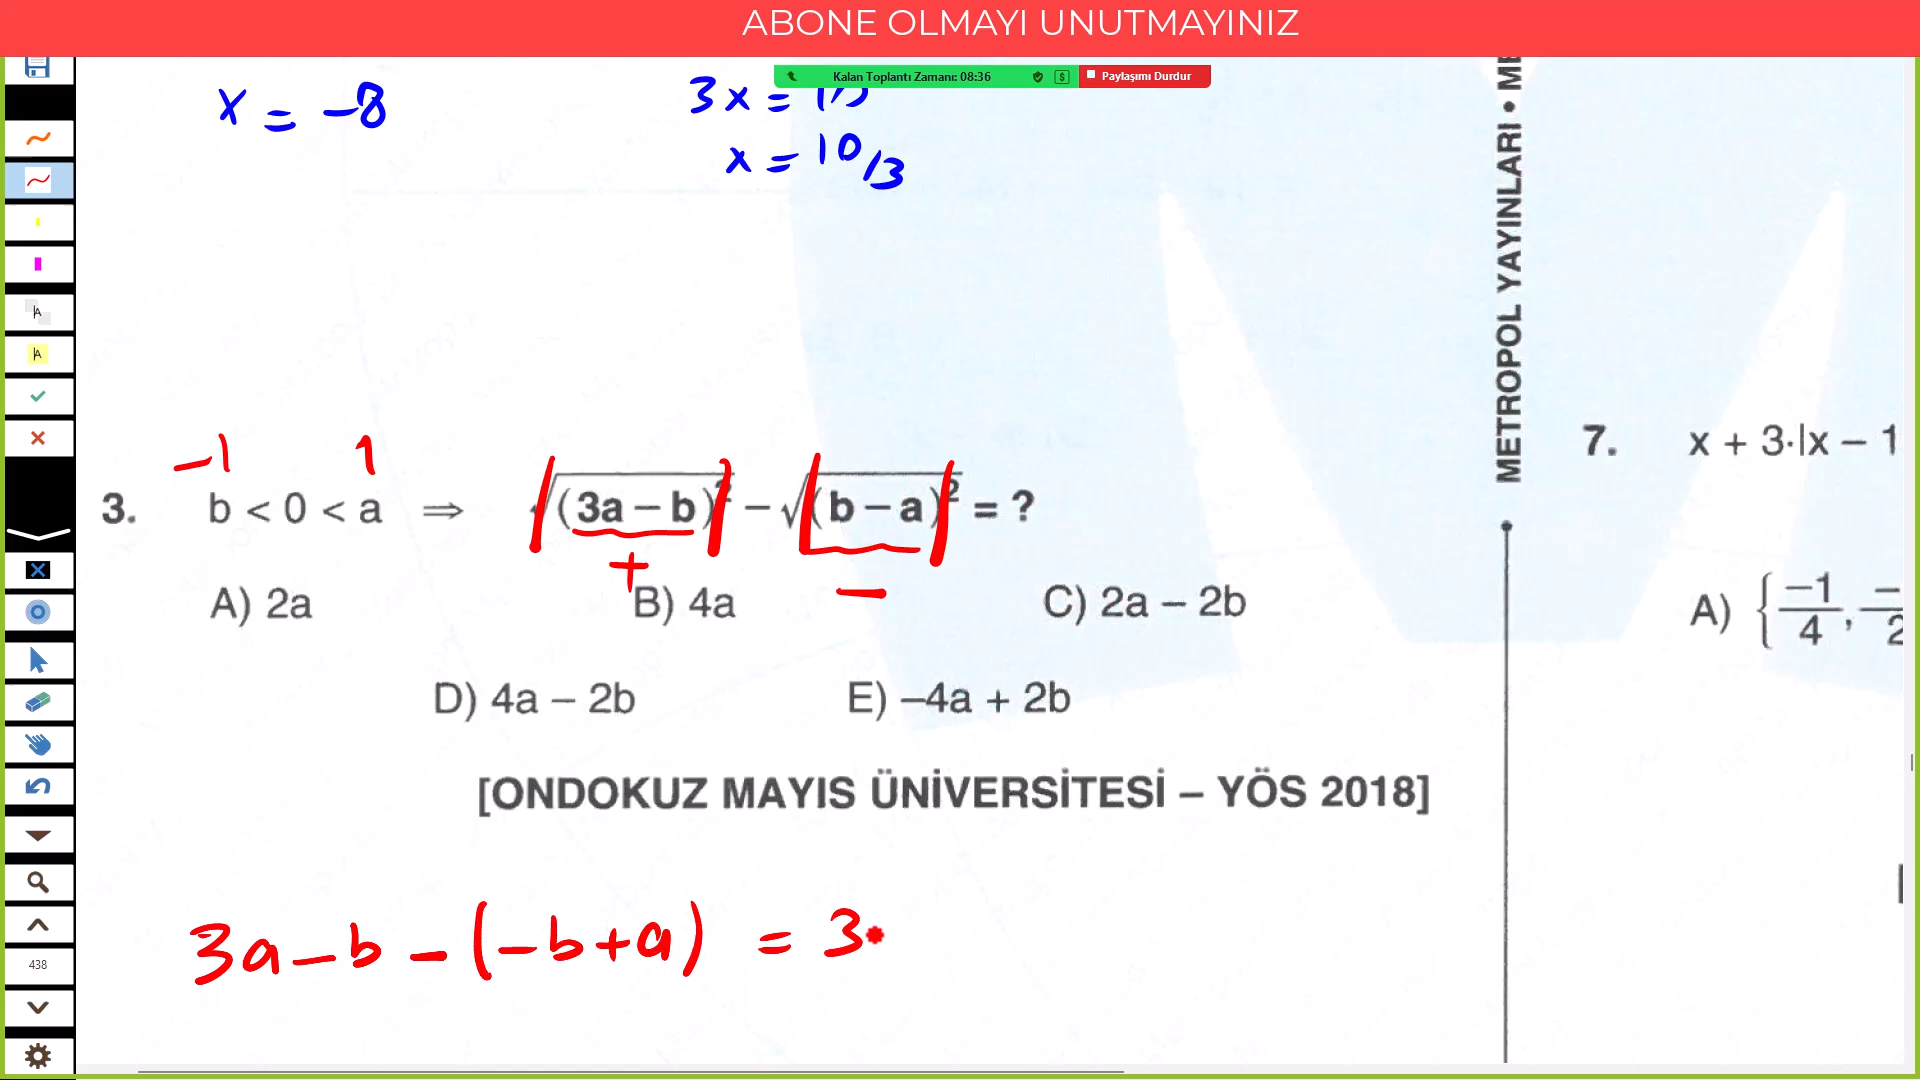 ABONE OLMAYI UNUTMAYINIZ
Kalan Toplantı Zamanı: 08:36
Paylaşımı Durdur
x = -8
3x =
x = 10/3
-1 1
3. b < 0 < a ⇒ √(3a – b)² – √(b – a)² = ?
+ -
A) 2a B) 4a C) 2a – 2b
D) 4a – 2b E) –4a + 2b
[ONDOKUZ MAYIS ÜNİVERSİTESİ – YÖS 2018]
3a-b-(-b+a) = 3
METROPOL YAYINLARI •
7. x + 3·|x – 1
A) {-1/4,
438